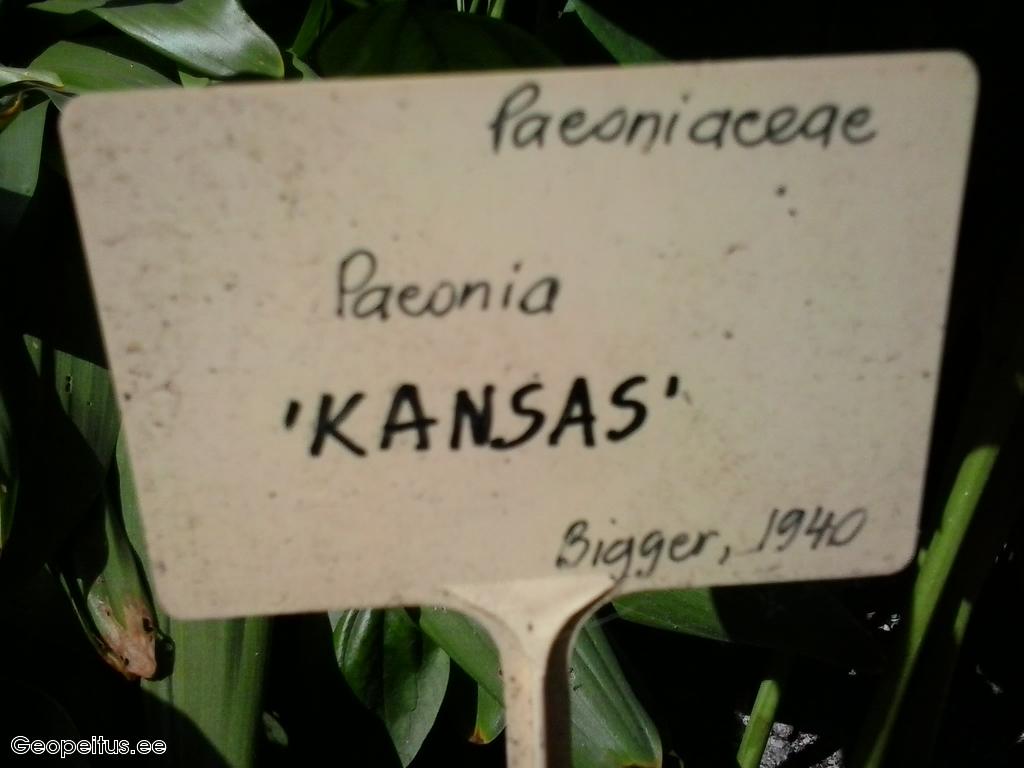 Paeoniaceae
Paeonia
'KANSAS'
Bigger, 1940
Geopeitus.ee